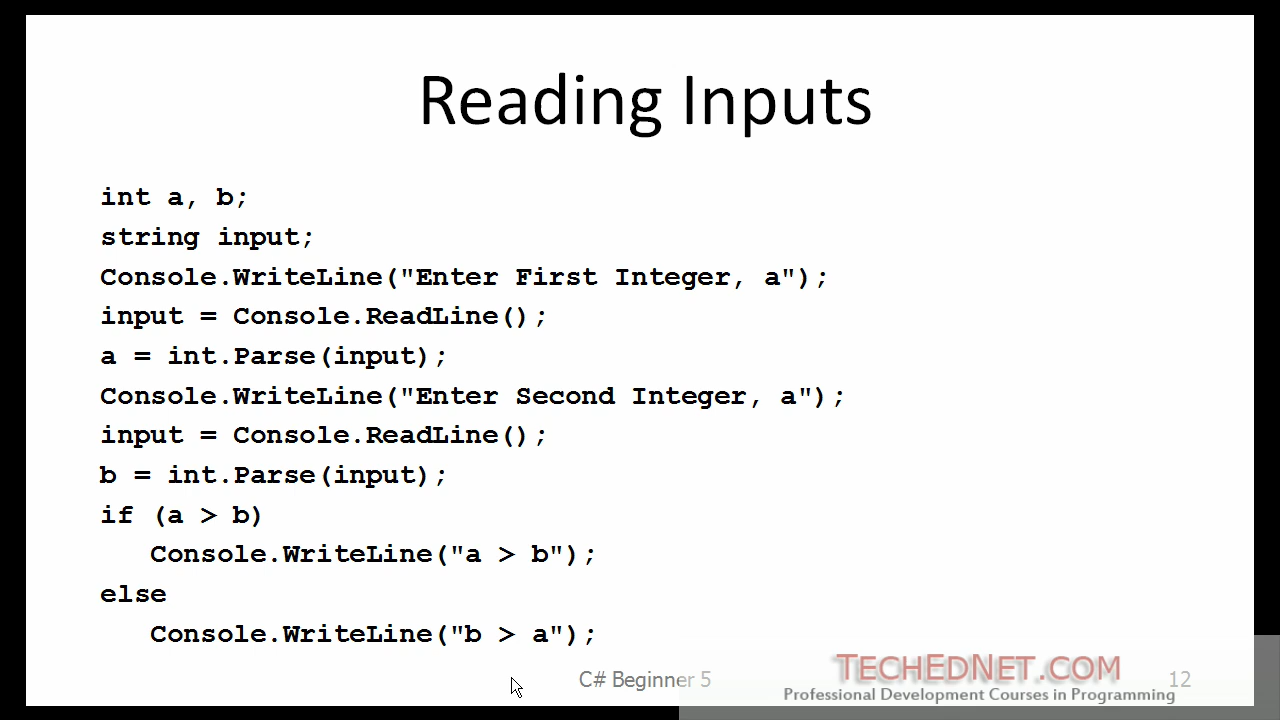 Reading Inputs
int a, b;
string input;
Console.WriteLine("Enter First Integer, a");
input = Console.ReadLine();
a = int.Parse(input);
Console.WriteLine("Enter Second Integer, a");
input = Console.ReadLine();
b = int.Parse(input);
if (a > b)
   Console.WriteLine("a > b");
else
   Console.WriteLine("b > a");
C# Beginner 5
TECHEDNET.COM
12
Professional Development Courses in Programming